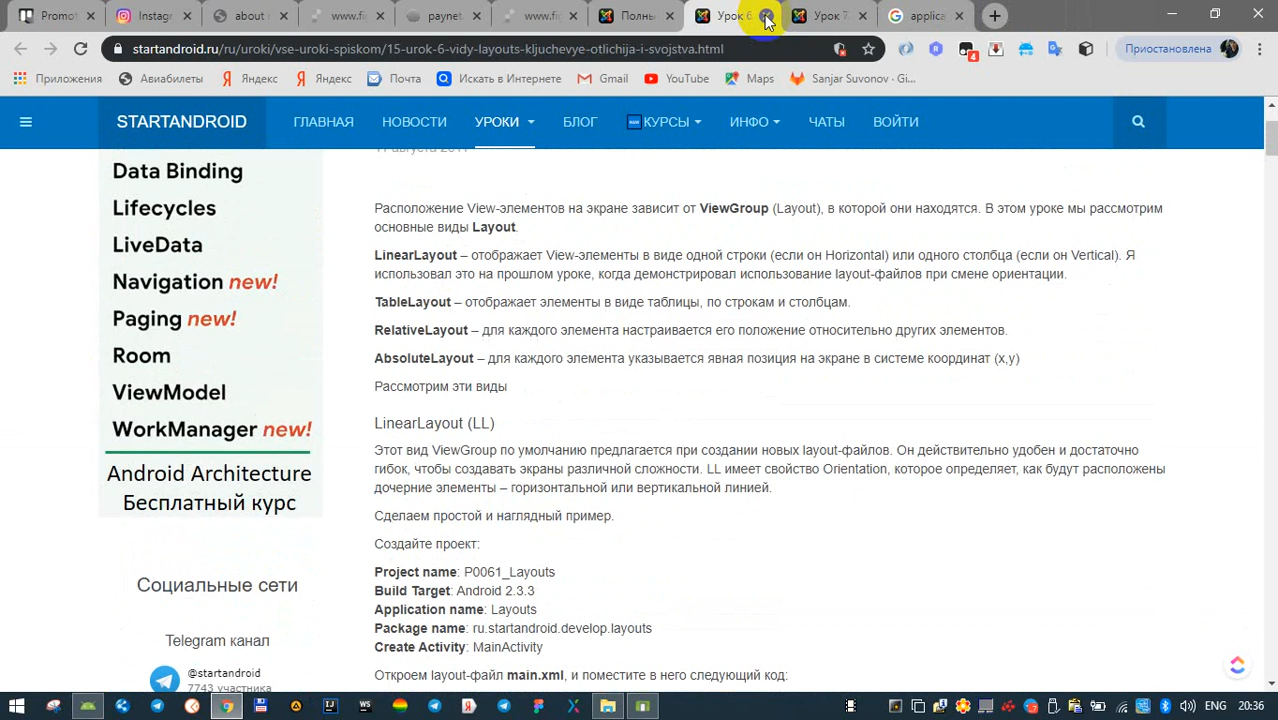 Promot
Instagr
about r
www.fi
paynet.
www.fi
Полны
Урок 6.
Урок 7.
applica
startandroid.ru/ru/uroki/vse-uroki-spiskom/15-urok-6-vidy-layouts-kljuchevye-otlichija-i-svojstva.html
4
Приостановлена
Приложения
Авиабилеты
Яндекс
Яндекс
Почта
Искать в Интернете
Gmail
YouTube
Maps
Sanjar Suvonov · Gi...
STARTANDROID
ГЛАВНАЯ
НОВОСТИ
УРОКИ
БЛОГ
КУРСЫ
ИНФО
ЧАТЫ
ВОЙТИ
Data Binding
Lifecycles
LiveData
Navigation new!
Paging new!
Room
ViewModel
WorkManager new!
Android Architecture
Бесплатный курс
Социальные сети
Telegram канал
@startandroid
7743 участника
Расположение View-элементов на экране зависит от ViewGroup (Layout), в которой они находятся. В этом уроке мы рассмотрим
основные виды Layout.
LinearLayout – отображает View-элементы в виде одной строки (если он Horizontal) или одного столбца (если он Vertical). Я
использовал это на прошлом уроке, когда демонстрировал использование layout-файлов при смене ориентации.
TableLayout – отображает элементы в виде таблицы, по строкам и столбцам.
RelativeLayout – для каждого элемента настраивается его положение относительно других элементов.
AbsoluteLayout – для каждого элемента указывается явная позиция на экране в системе координат (x,y)
Рассмотрим эти виды
LinearLayout (LL)
Этот вид ViewGroup по умолчанию предлагается при создании новых layout-файлов. Он действительно удобен и достаточно
гибок, чтобы создавать экраны различной сложности. LL имеет свойство Orientation, которое определяет, как будут расположены
дочерние элементы – горизонтальной или вертикальной линией.
Сделаем простой и наглядный пример.
Создайте проект:
Project name: P0061_Layouts
Build Target: Android 2.3.3
Application name: Layouts
Package name: ru.startandroid.develop.layouts
Create Activity: MainActivity
Откроем layout-файл main.xml, и поместите в него следующий код:
ENG
20:36